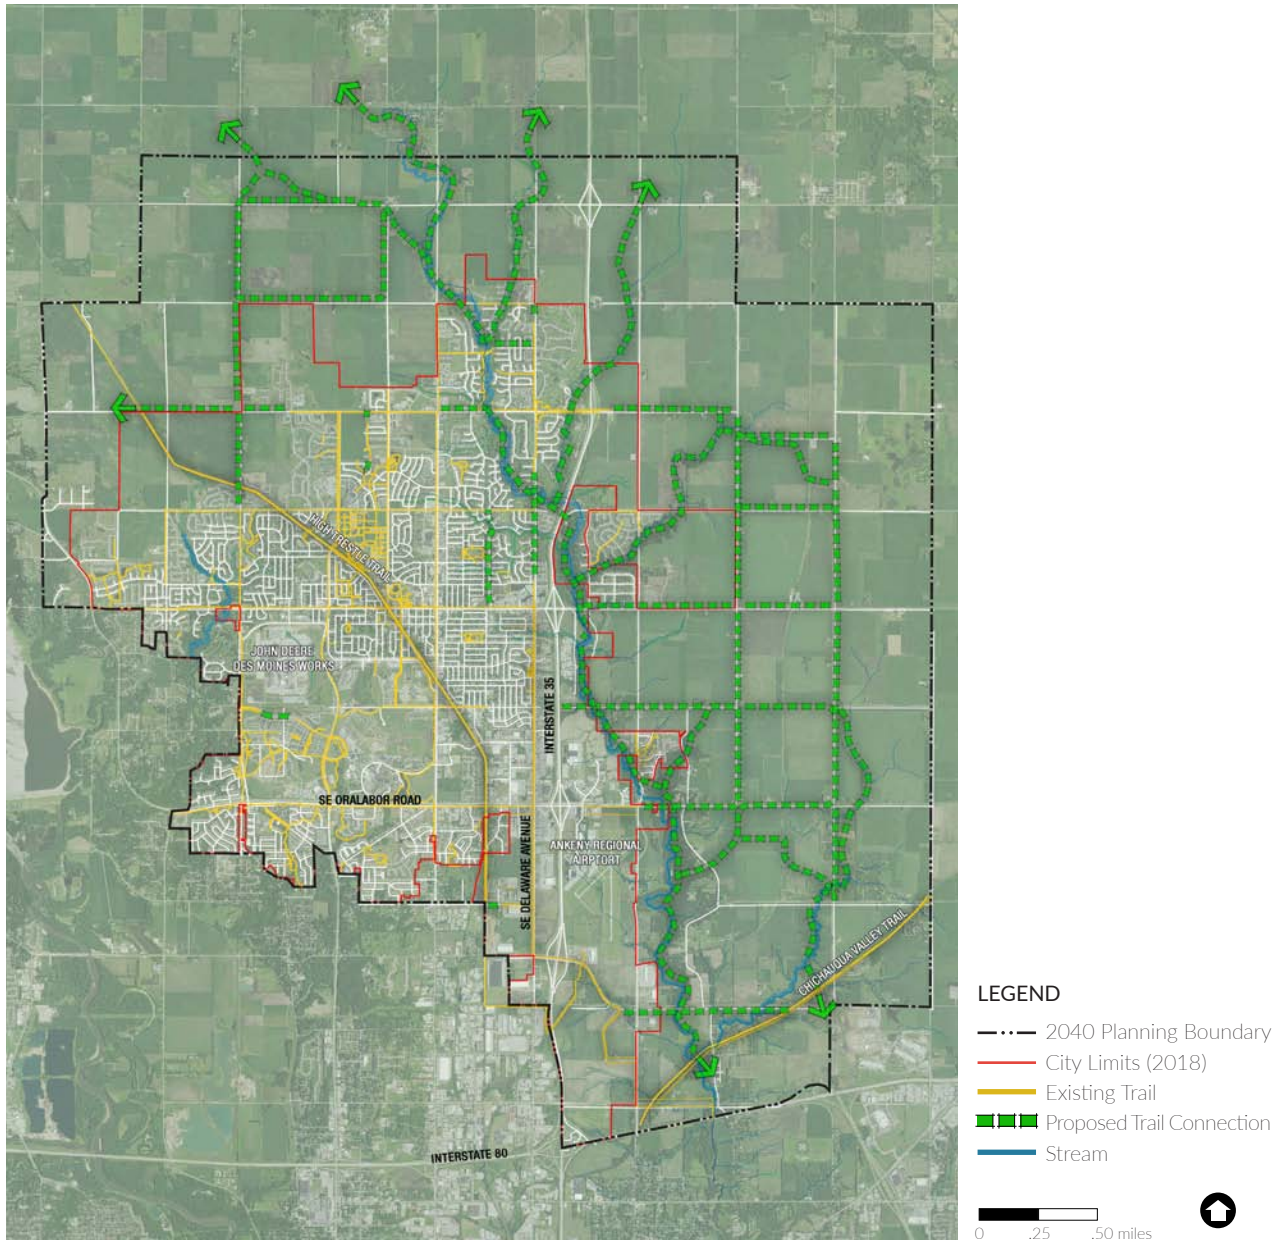 HIGH TRESTLE TRAIL
JOHN DEERE
DES MOINES WORKS
INTERSTATE 35
SE ORALABOR ROAD
SE DELAWARE AVENUE
ANKENY REGIONAL
AIRPORT
CHICHAUQUA VALLEY TRAIL
INTERSTATE 80
LEGEND
2040 Planning Boundary
City Limits (2018)
Existing Trail
Proposed Trail Connection
Stream
0 .25 .50 miles